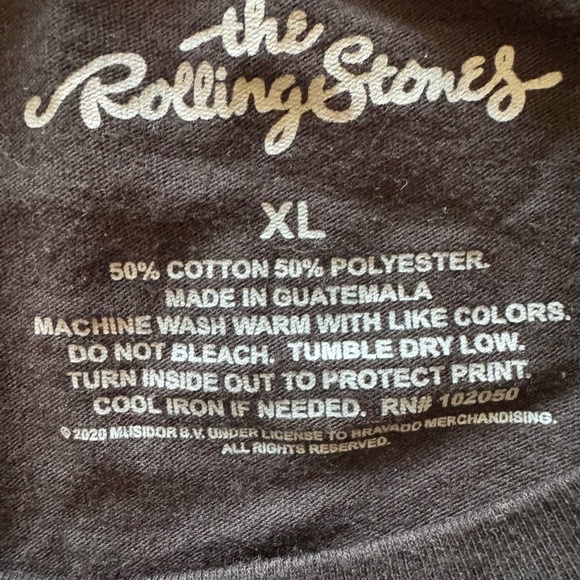 the
Rolling Stones
XL
50% COTTON 50% POLYESTER.
MADE IN GUATEMALA
MACHINE WASH WARM WITH LIKE COLORS.
DO NOT BLEACH. TUMBLE DRY LOW.
TURN INSIDE OUT TO PROTECT PRINT.
COOL IRON IF NEEDED. RN# 102050
© 2020 MUSIDOR B.V. UNDER LICENSE TO BRAVADO MERCHANDISING.
ALL RIGHTS RESERVED.